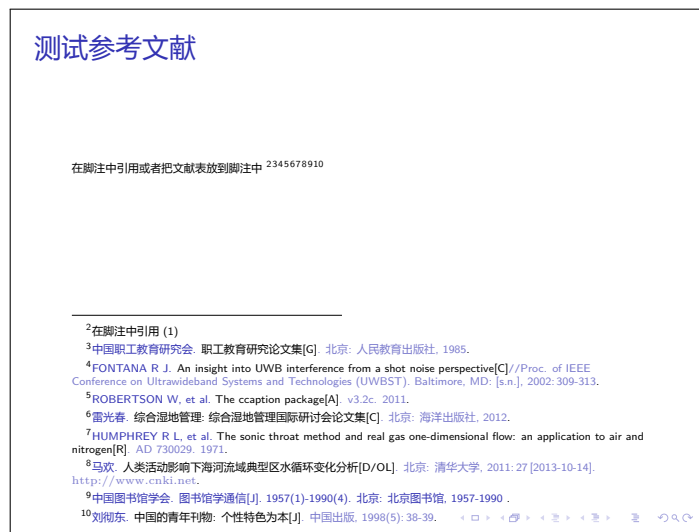 测试参考文献
在脚注中引用或者把文献表放到脚注中 2345678910
2在脚注中引用 (1)
3中国职工教育研究会. 职工教育研究论文集[G]. 北京: 人民教育出版社, 1985.
4FONTANA R J. An insight into UWB interference from a shot noise perspective[C]//Proc. of IEEE
Conference on Ultrawideband Systems and Technologies (UWBST). Baltimore, MD: [s.n.], 2002: 309-313.
5ROBERTSON W, et al. The ccaption package[A]. v3.2c. 2011.
6雷光春. 综合湿地管理: 综合湿地管理国际研讨会论文集[C]. 北京: 海洋出版社, 2012.
7HUMPHREY R L, et al. The sonic throat method and real gas one-dimensional flow: an application to air and
nitrogen[R]. AD 730029. 1971.
8马欢. 人类活动影响下海河流域典型区水循环变化分析[D/OL]. 北京: 清华大学, 2011: 27 [2013-10-14].
http://www.cnki.net.
9中国图书馆学会. 图书馆学通信[J]. 1957(1)-1990(4). 北京: 北京图书馆, 1957-1990 .
10刘彻东. 中国的青年刊物: 个性特色为本[J]. 中国出版, 1998(5): 38-39.